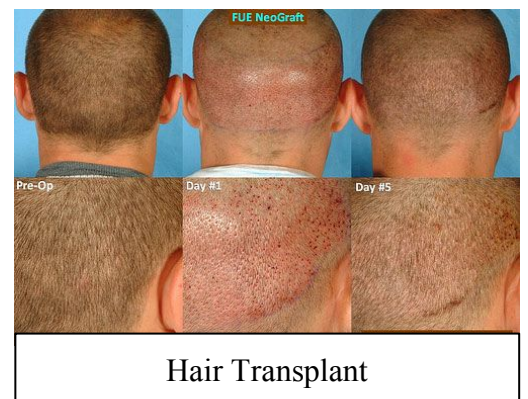 FUE NeoGraft
Pre-Op
Day #1
Day #5
Hair Transplant